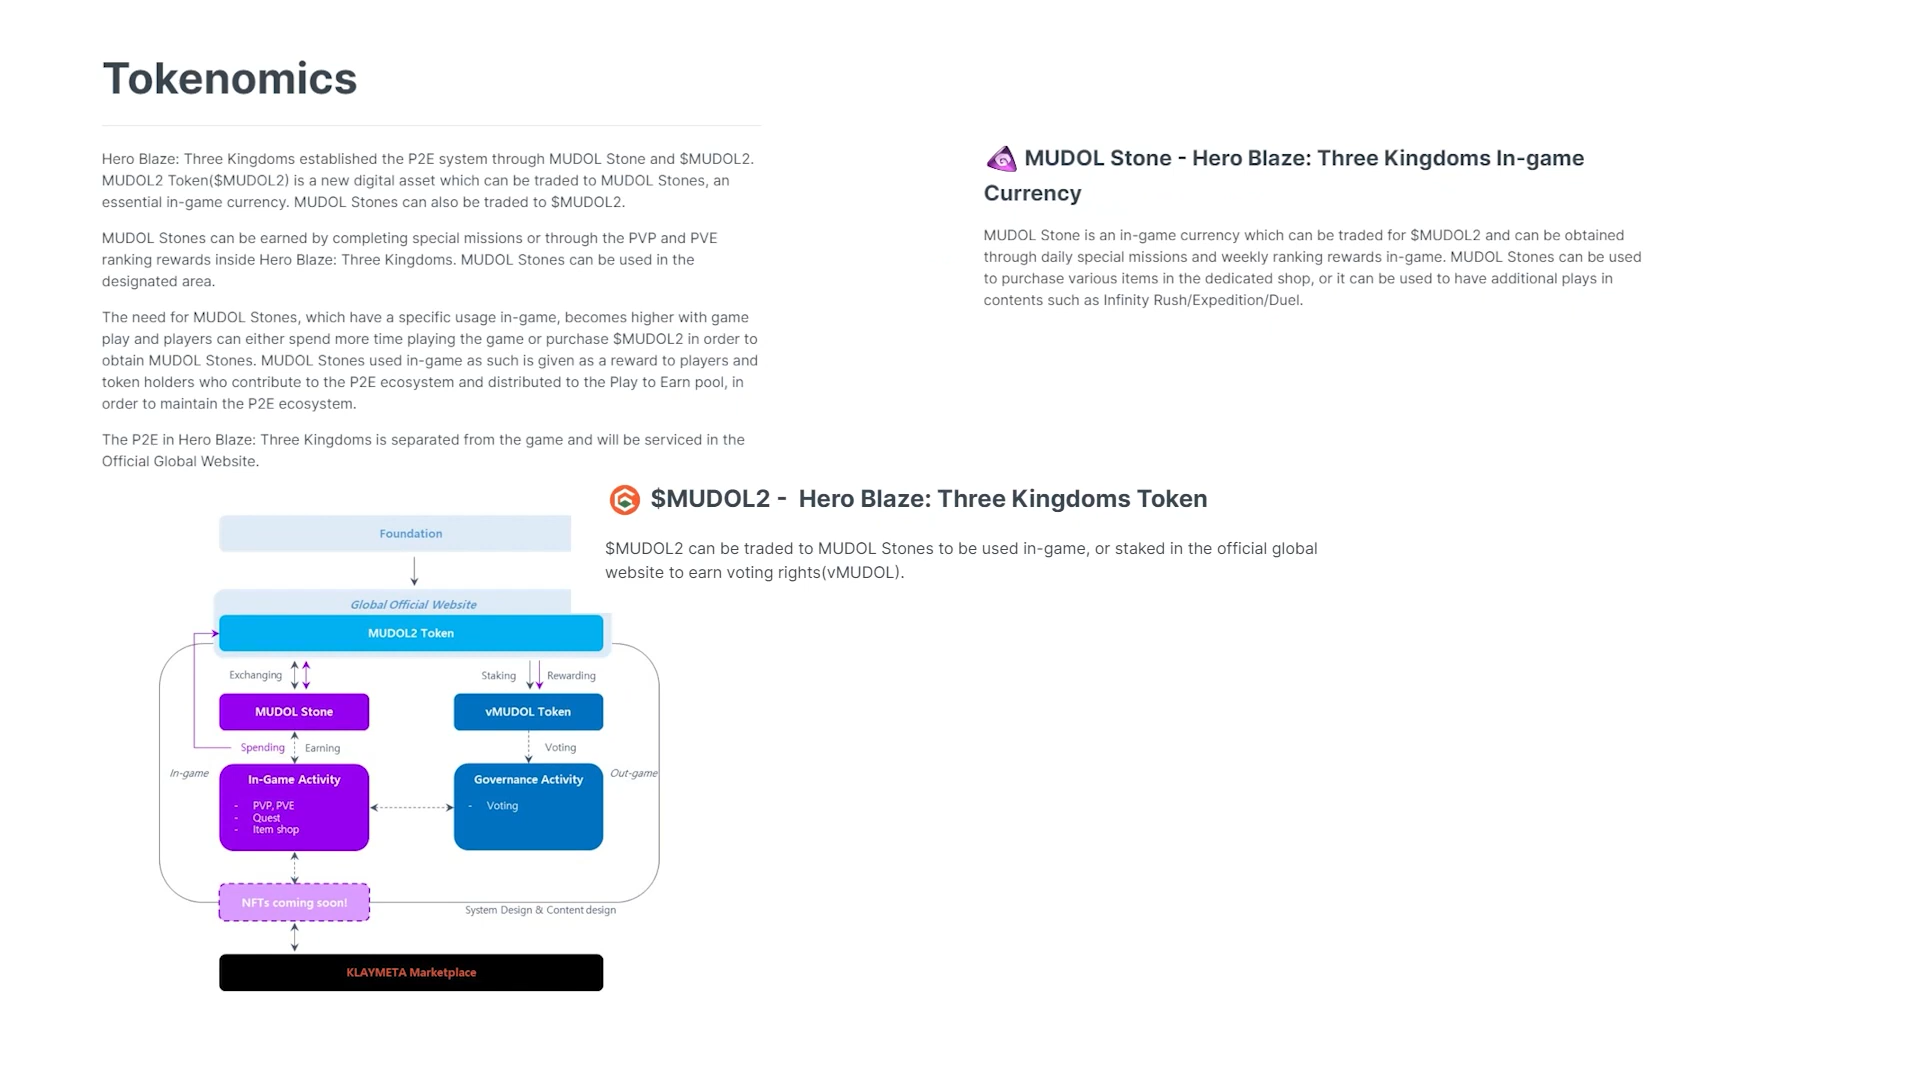 Tokenomics
Hero Blaze: Three Kingdoms established the P2E system through MUDOL Stone and $MUDOL2.
MUDOL2 Token($MUDOL2) is a new digital asset which can be traded to MUDOL Stones, an
essential in-game currency. MUDOL Stones can also be traded to $MUDOL2.
MUDOL Stones can be earned by completing special missions or through the PVP and PVE
ranking rewards inside Hero Blaze: Three Kingdoms. MUDOL Stones can be used in the
designated area.
The need for MUDOL Stones, which have a specific usage in-game, becomes higher with game
play and players can either spend more time playing the game or purchase $MUDOL2 in order to
obtain MUDOL Stones. MUDOL Stones used in-game as such is given as a reward to players and
token holders who contribute to the P2E ecosystem and distributed to the Play to Earn pool, in
order to maintain the P2E ecosystem.
The P2E in Hero Blaze: Three Kingdoms is separated from the game and will be serviced in the
Official Global Website.
MUDOL Stone - Hero Blaze: Three Kingdoms In-game
Currency
MUDOL Stone is an in-game currency which can be traded for $MUDOL2 and can be obtained
through daily special missions and weekly ranking rewards in-game. MUDOL Stones can be used
to purchase various items in the dedicated shop, or it can be used to have additional plays in
contents such as Infinity Rush/Expedition/Duel.
$MUDOL2 - Hero Blaze: Three Kingdoms Token
$MUDOL2 can be traded to MUDOL Stones to be used in-game, or staked in the official global
website to earn voting rights(vMUDOL).
Foundation
Global Official Website
MUDOL2 Token
Exchanging
Staking
Rewarding
MUDOL Stone
vMUDOL Token
Spending
Earning
Voting
In-game
In-Game Activity
- PVP, PVE
- Quest
- Item shop
Governance Activity
- Voting
Out-game
NFTs coming soon!
System Design & Content design
KLAYMETA Marketplace